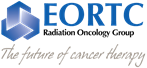 EORTC
Radiation Oncology Group
The future of cancer therapy